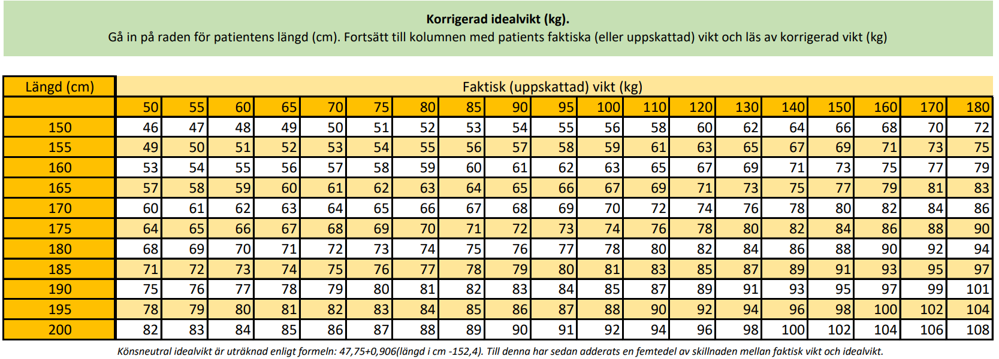 Korrigerad idealvikt (kg).
Gå in på raden för patientens längd (cm). Fortsätt till kolumnen med patients faktiska (eller uppskattad) vikt och läs av korrigerad vikt (kg)
Längd (cm) Faktisk (uppskattad) vikt (kg)
50 55 60 65 70 75 80 85 90 95 100 110 120 130 140 150 160 170 180
150 46 47 48 49 50 51 52 53 54 55 56 58 60 62 64 66 68 70 72
155 49 50 51 52 53 54 55 56 57 58 59 61 63 65 67 69 71 73 75
160 53 54 55 56 57 58 59 60 61 62 63 65 67 69 71 73 75 77 79
165 57 58 59 60 61 62 63 64 65 66 67 69 71 73 75 77 79 81 83
170 60 61 62 63 64 65 66 67 68 69 70 72 74 76 78 80 82 84 86
175 64 65 66 67 68 69 70 71 72 73 74 76 78 80 82 84 86 88 90
180 68 69 70 71 72 73 74 75 76 77 78 80 82 84 86 88 90 92 94
185 71 72 73 74 75 76 77 78 79 80 81 83 85 87 89 91 93 95 97
190 75 76 77 78 79 80 81 82 83 84 85 87 89 91 93 95 97 99 101
195 78 79 80 81 82 83 84 85 86 87 88 90 92 94 96 98 100 102 104
200 82 83 84 85 86 87 88 89 90 91 92 94 96 98 100 102 104 106 108
Könsneutral idealvikt är uträknad enligt formeln: 47,75+0,906(längd i cm -152,4). Till denna har sedan adderats en femtedel av skillnaden mellan faktisk vikt och idealvikt.